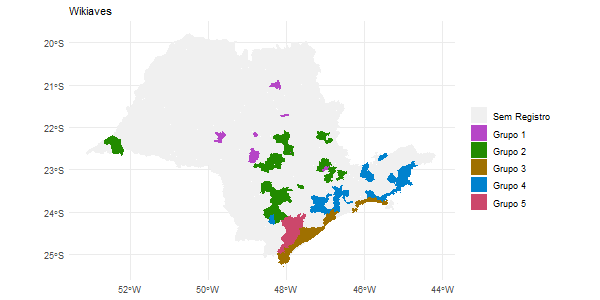 Wikiaves
20°S
21°S
22°S
23°S
24°S
25°S
52°W
50°W
48°W
46°W
44°W
Sem Registro
Grupo 1
Grupo 2
Grupo 3
Grupo 4
Grupo 5